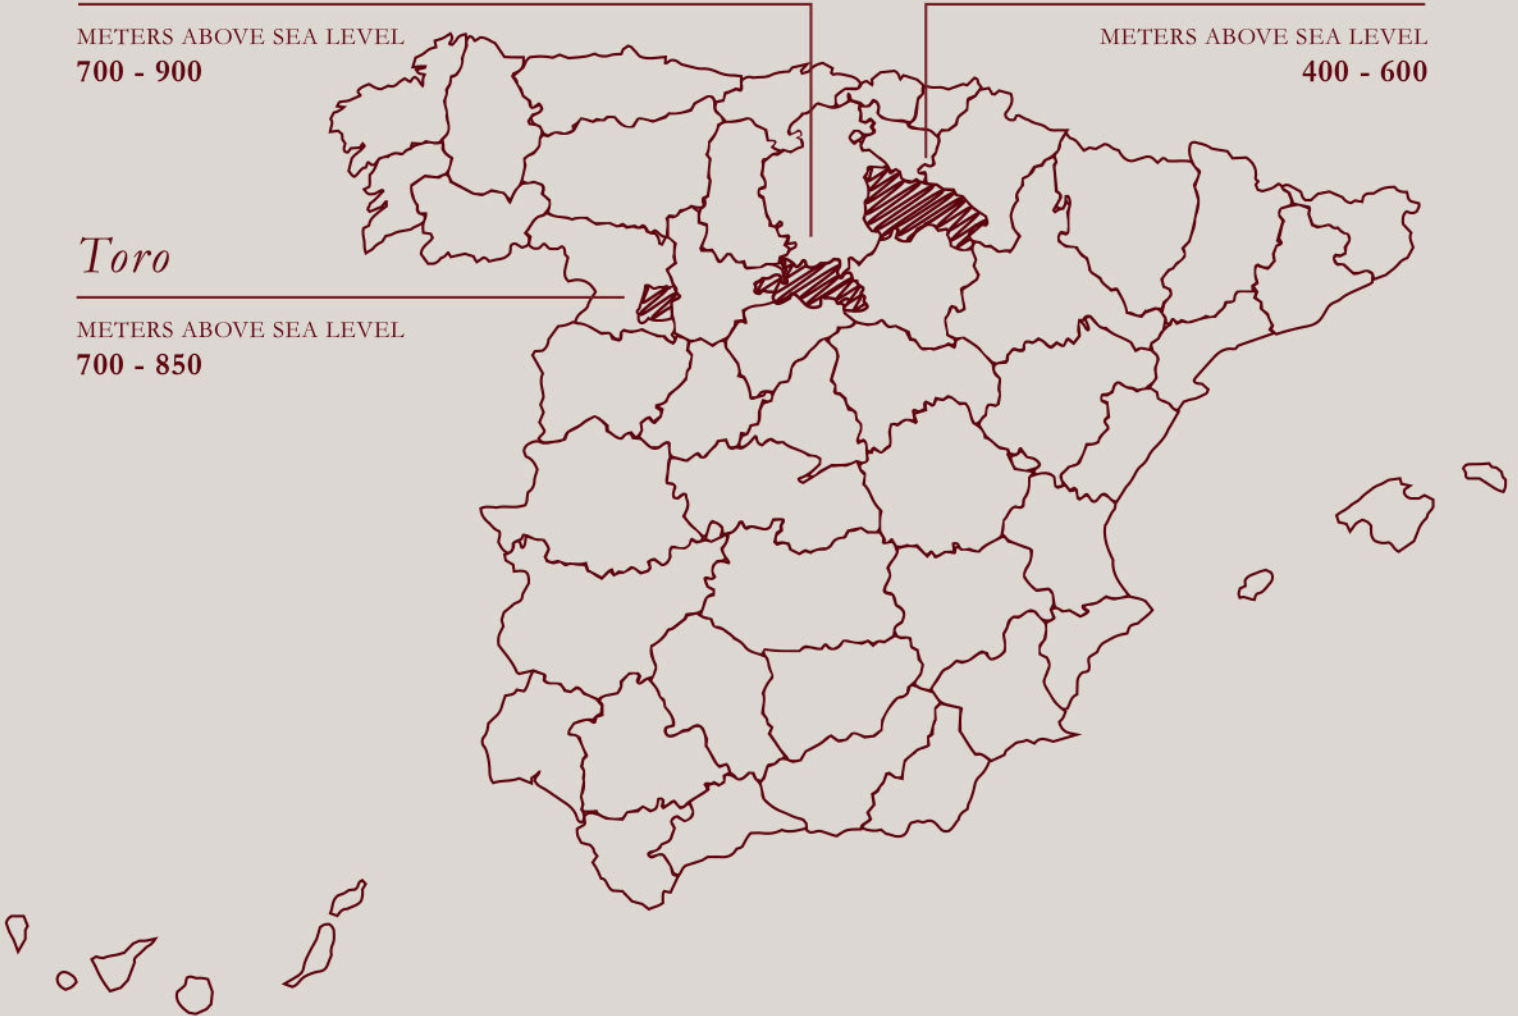 METERS ABOVE SEA LEVEL
700 - 900
METERS ABOVE SEA LEVEL
400 - 600
Toro
METERS ABOVE SEA LEVEL
700 - 850